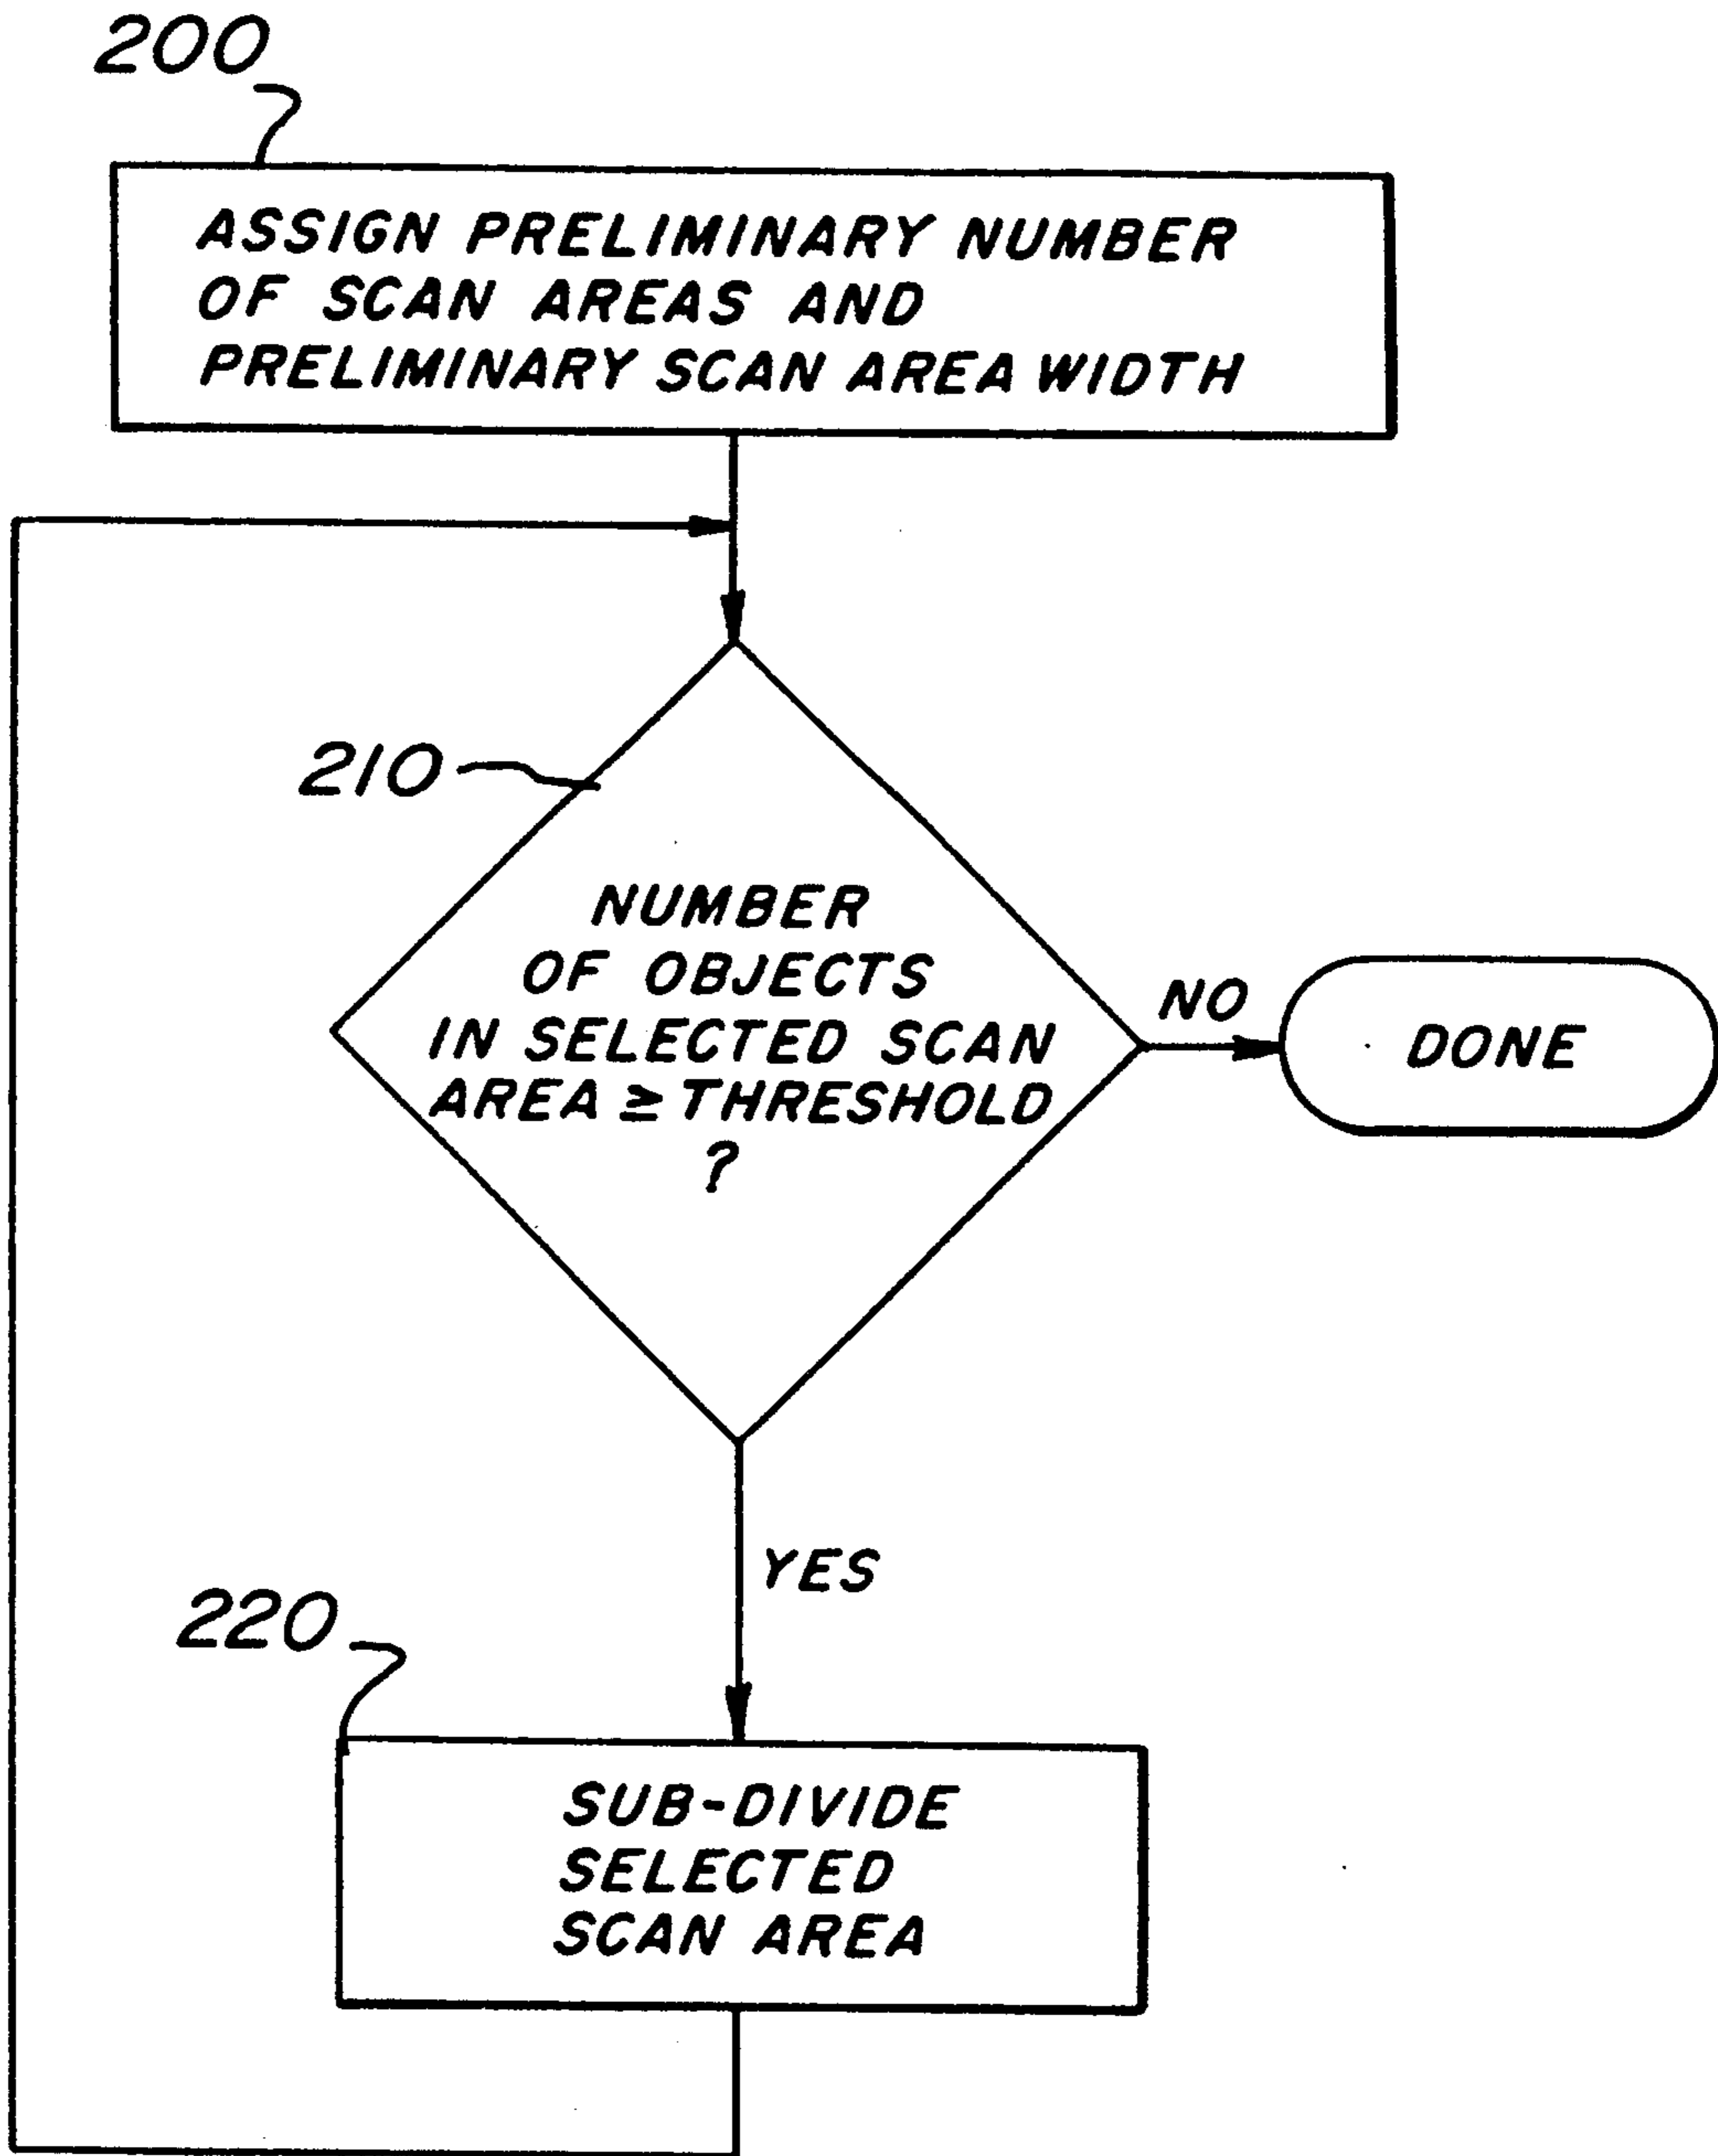 200
ASSIGN PRELIMINARY NUMBER
OF SCAN AREAS AND
PRELIMINARY SCAN AREA WIDTH
210
NUMBER
OF OBJECTS
IN SELECTED SCAN
AREA ≥ THRESHOLD
?
NO
DONE
YES
220
SUB-DIVIDE
SELECTED
SCAN AREA